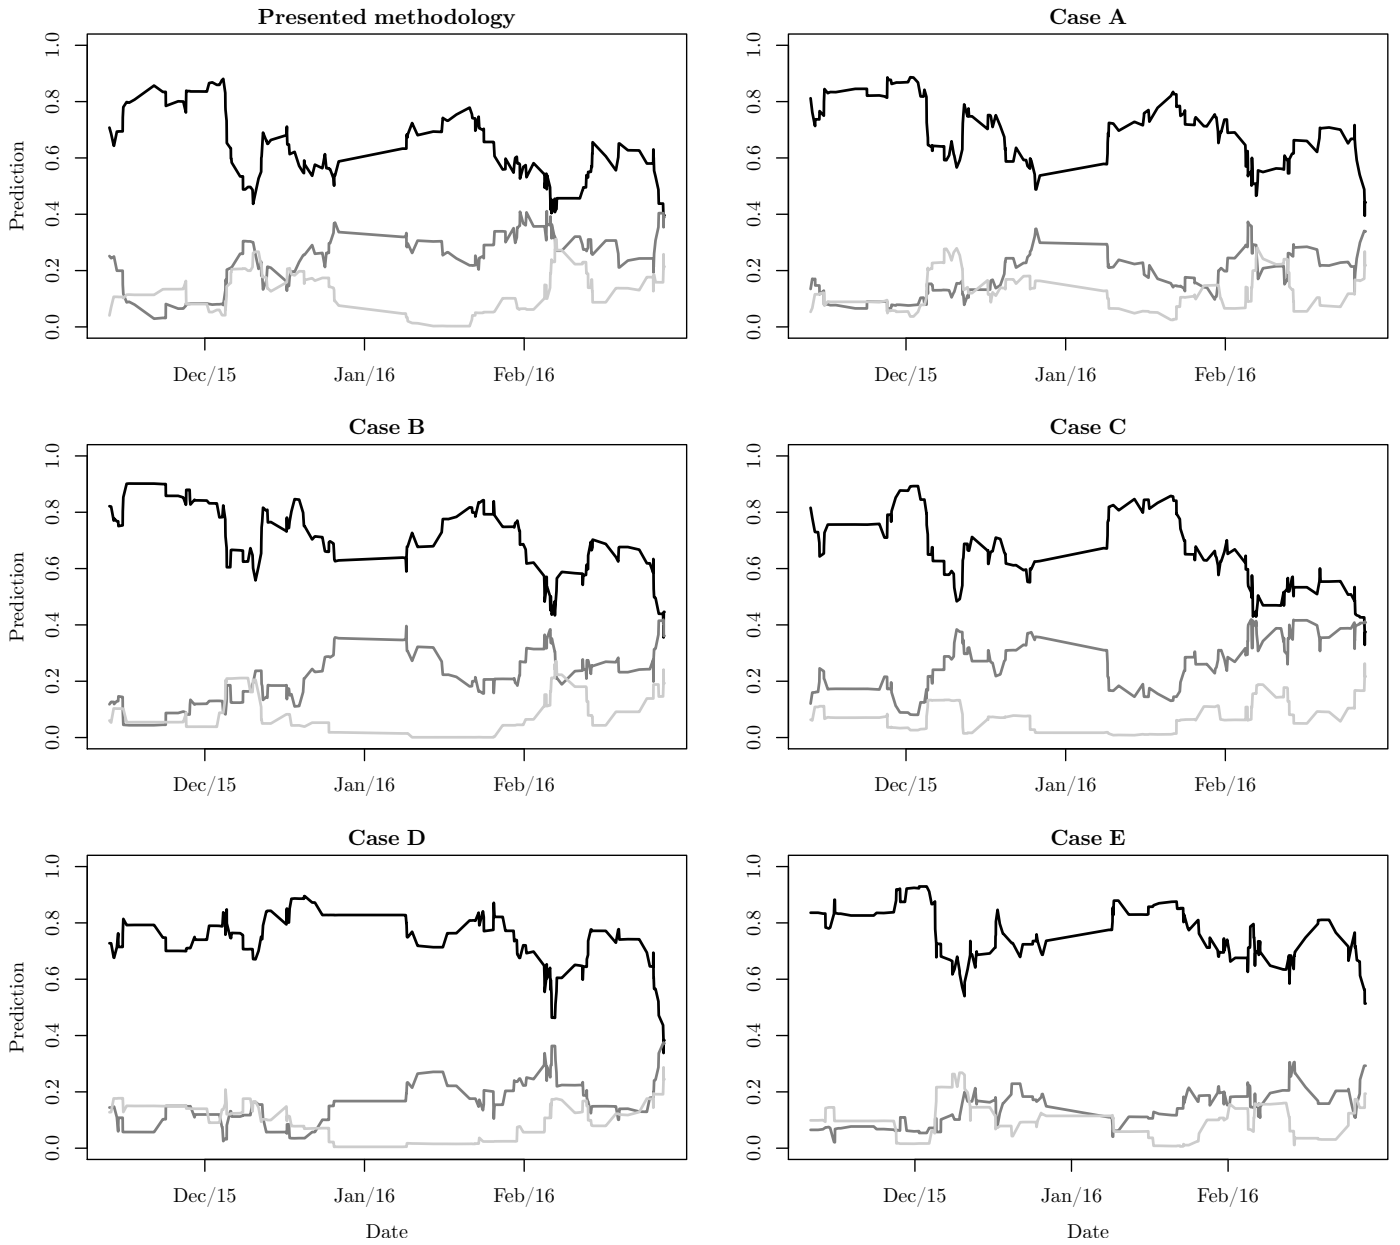 Presented methodology
Prediction
0.0 0.2 0.4 0.6 0.8 1.0
Dec/15 Jan/16 Feb/16
Case A
0.0 0.2 0.4 0.6 0.8 1.0
Dec/15 Jan/16 Feb/16
Case B
Prediction
0.0 0.2 0.4 0.6 0.8 1.0
Dec/15 Jan/16 Feb/16
Case C
0.0 0.2 0.4 0.6 0.8 1.0
Dec/15 Jan/16 Feb/16
Case D
Prediction
0.0 0.2 0.4 0.6 0.8 1.0
Dec/15 Jan/16 Feb/16
Date
Case E
0.0 0.2 0.4 0.6 0.8 1.0
Dec/15 Jan/16 Feb/16
Date